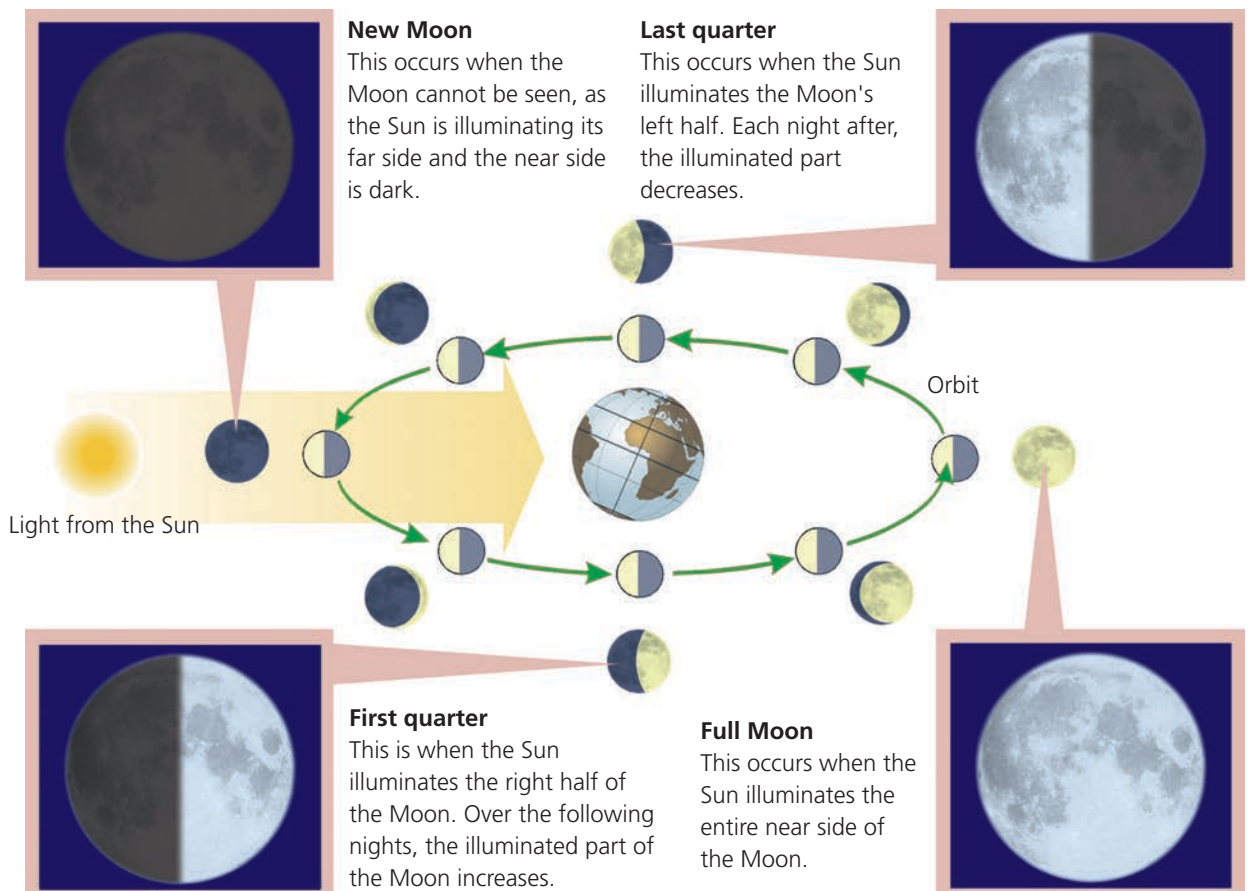 New Moon
This occurs when the
Moon cannot be seen, as
the Sun is illuminating its
far side and the near side
is dark.
Last quarter
This occurs when the Sun
illuminates the Moon's
left half. Each night after,
the illuminated part
decreases.
Orbit
Light from the Sun
First quarter
This is when the Sun
illuminates the right half of
the Moon. Over the following
nights, the illuminated part of
the Moon increases.
Full Moon
This occurs when the
Sun illuminates the
entire near side of
the Moon.